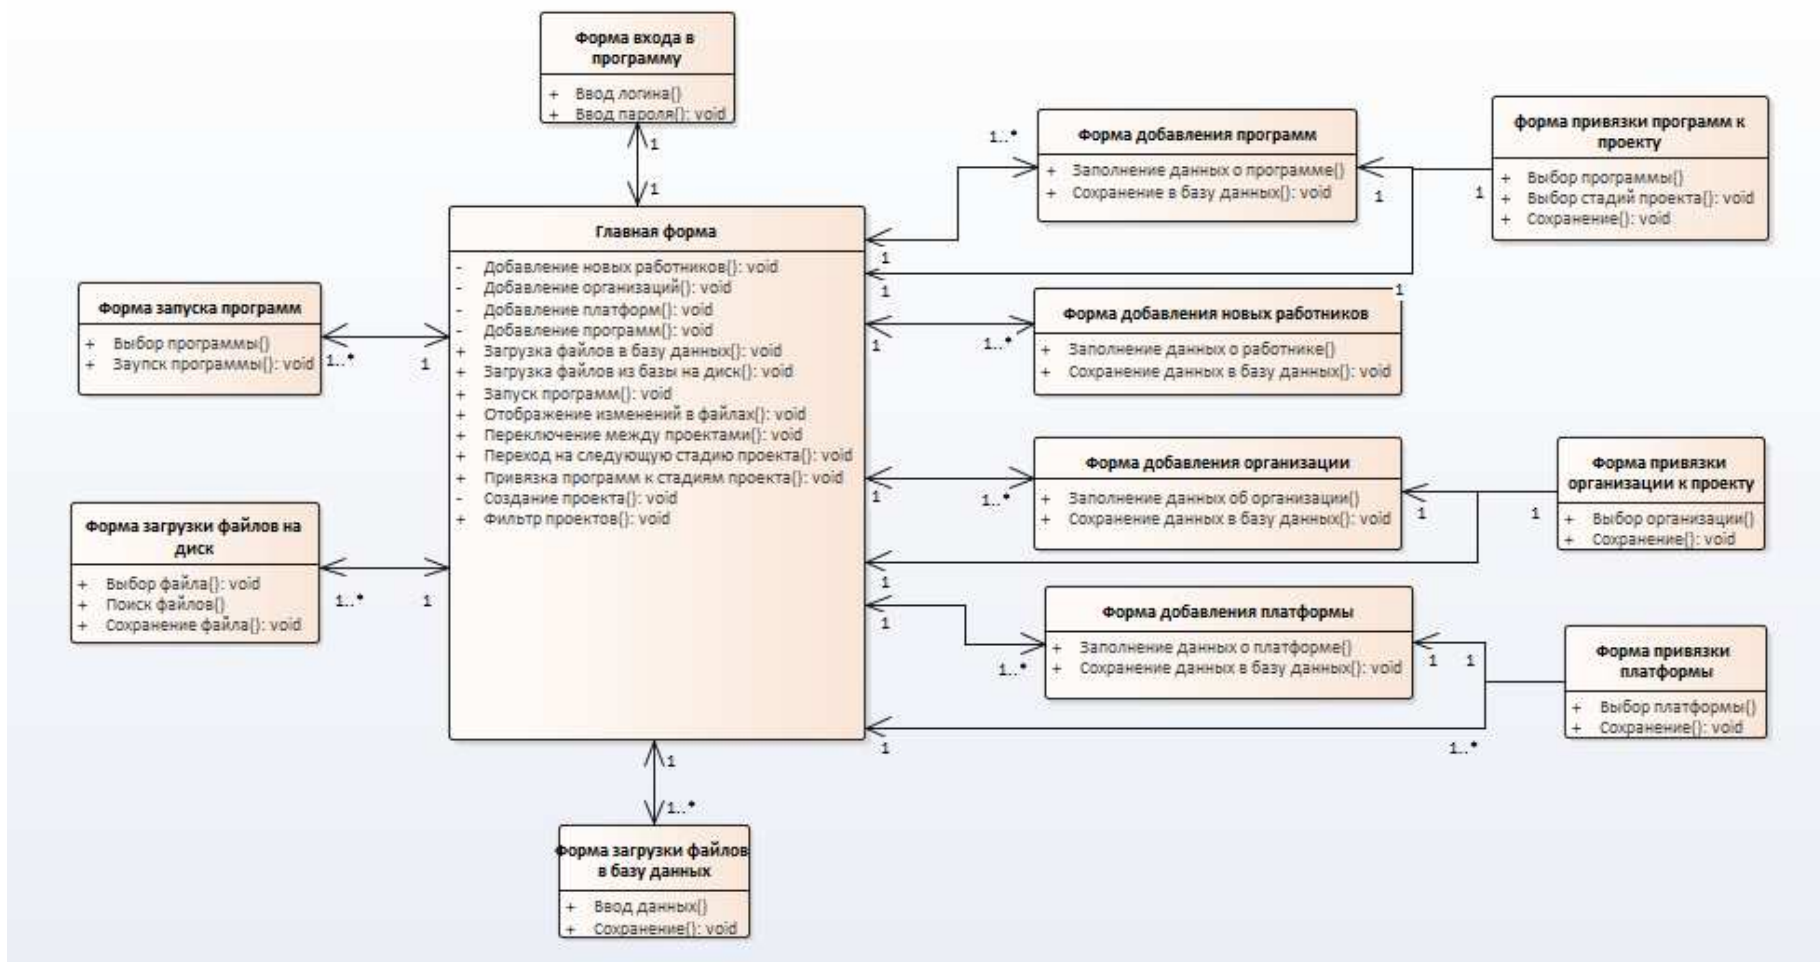 Форма входа в
программу
+ Ввод логина()
+ Ввод пароля(): void
1
1
Главная форма
- Добавление новых работников(): void
- Добавление организаций(): void
- Добавление платформ(): void
- Добавление программ(): void
+ Загрузка файлов в базу данных(): void
+ Загрузка файлов из базы на диск(): void
+ Запуск программ(): void
+ Отображение изменений в файлах(): void
+ Переключение между проектами(): void
+ Переход на следующую стадию проекта(): void
+ Привязка программ к стадиям проекта(): void
- Создание проекта(): void
+ Фильтр проектов(): void
Форма запуска программ
+ Выбор программы()
+ Заупск программы(): void
1..*
1
Форма загрузки файлов на
диск
+ Выбор файла(): void
+ Поиск файлов()
+ Сохранение файла(): void
1..*
1
1
1..*
Форма загрузки файлов
в базу данных
+ Ввод данных()
+ Сохранение(): void
1..*
1
Форма добавления программ
+ Заполнение данных о программе()
+ Сохранение в базу данных(): void
1
1
форма привязки программ к
проекту
+ Выбор программы()
+ Выбор стадий проекта(): void
+ Сохранение(): void
1
1
1
1..*
Форма добавления новых работников
+ Заполнение данных о работнике()
+ Сохранение данных в базу данных(): void
1
1..*
Форма добавления организации
+ Заполнение данных об организации()
+ Сохранение данных в базу данных(): void
1
1
Форма привязки
организации к проекту
+ Выбор организации()
+ Сохранение(): void
1
1
1..*
Форма добавления платформы
+ Заполнение данных о платформе()
+ Сохранение данных в базу данных(): void
1
1
Форма привязки
платформы
+ Выбор платформы()
+ Сохранение(): void
1
1..*